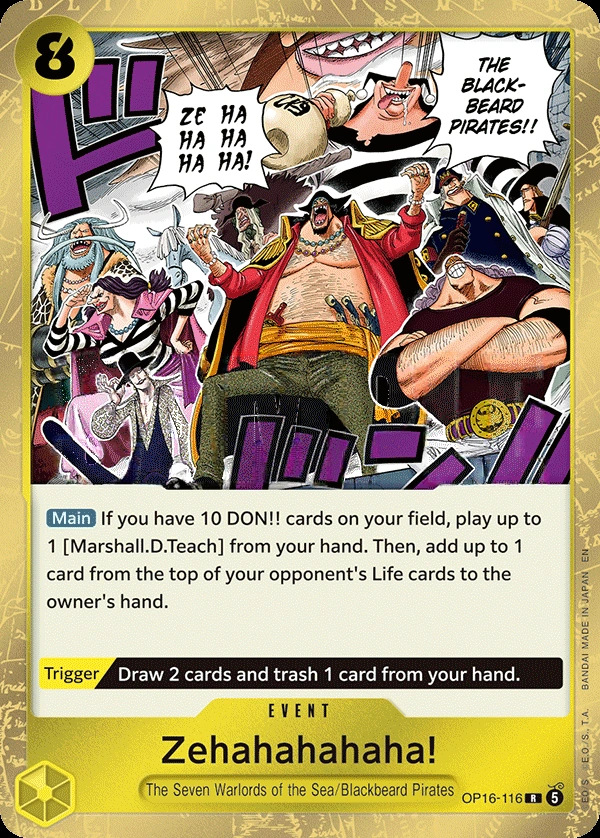 8
ZE HA
HA HA
HA HA!
THE
BLACK-
BEARD
PIRATES!!
ドドン!!
Main If you have 10 DON!! cards on your field, play up to
1 [Marshall.D.Teach] from your hand. Then, add up to 1
card from the top of your opponent's Life cards to the
owner's hand.
Trigger Draw 2 cards and trash 1 card from your hand.
EVENT
Zehahahahaha!
The Seven Warlords of the Sea/Blackbeard Pirates
OP16-116 R 5
BANDAI MADE IN JAPAN EN